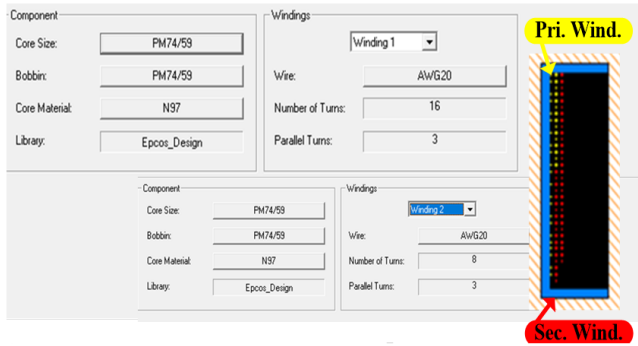 Component
Core Size: PM74/59
Bobbin: PM74/59
Core Material: N97
Library: Epcos_Design
Windings
Winding 1
Wire: AWG20
Number of Turns: 16
Parallel Turns: 3
Pri. Wind.
Component
Core Size: PM74/59
Bobbin: PM74/59
Core Material: N97
Library: Epcos_Design
Windings
Winding 2
Wire: AWG20
Number of Turns: 8
Parallel Turns: 3
Sec. Wind.